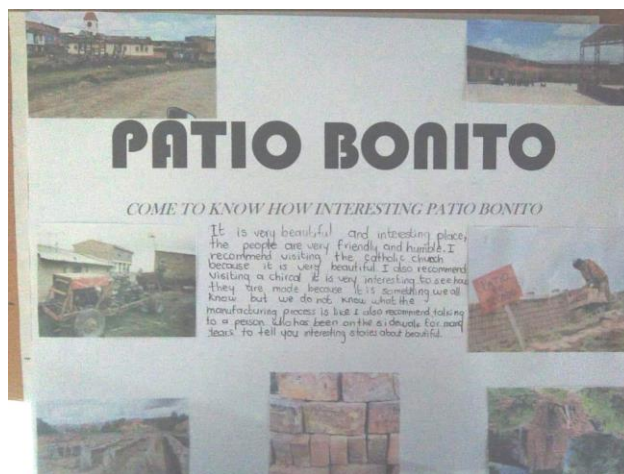 PATIO BONITO
COME TO KNOW HOW INTERESTING PATIO BONITO
It is very beautiful and intresting place,
the people are very friendly and humble. I
recommend visiting the catholic church
because it is very beautiful. I also recommend
visiting a chircal it is very interesting to see how
they are made because it is something we all
know but we do not know what the
manufacturing process is like I also recommend talking
to a person who has been on the sidewalk for many
years to tell you interesting stories about beautiful.